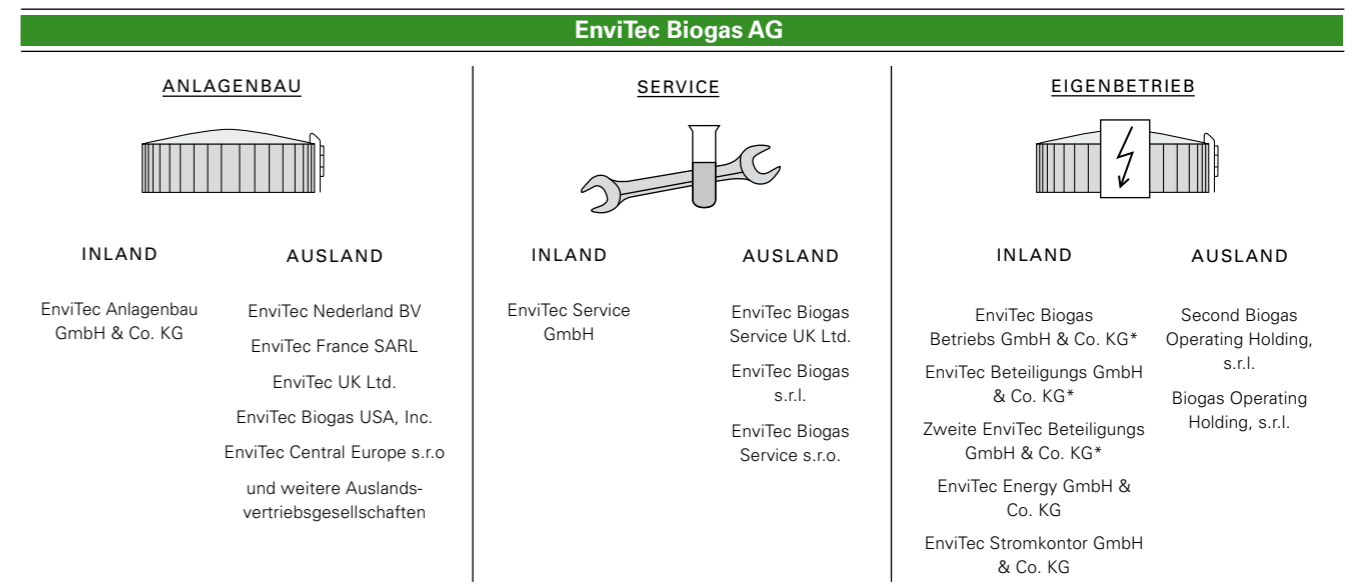 EnviTec Biogas AG
ANLAGENBAU
INLAND
EnviTec Anlagenbau
GmbH & Co. KG
AUSLAND
EnviTec Nederland BV
EnviTec France SARL
EnviTec UK Ltd.
EnviTec Biogas USA, Inc.
EnviTec Central Europe s.r.o
und weitere Auslands-
vertriebsgesellschaften
SERVICE
INLAND
EnviTec Service
GmbH
AUSLAND
EnviTec Biogas
Service UK Ltd.
EnviTec Biogas
s.r.l.
EnviTec Biogas
Service s.r.o.
EIGENBETRIEB
INLAND
EnviTec Biogas
Betriebs GmbH & Co. KG*
EnviTec Beteiligungs GmbH
& Co. KG*
Zweite EnviTec Beteiligungs
GmbH & Co. KG*
EnviTec Energy GmbH &
Co. KG
EnviTec Stromkontor GmbH
& Co. KG
AUSLAND
Second Biogas
Operating Holding,
s.r.l.
Biogas Operating
Holding, s.r.l.